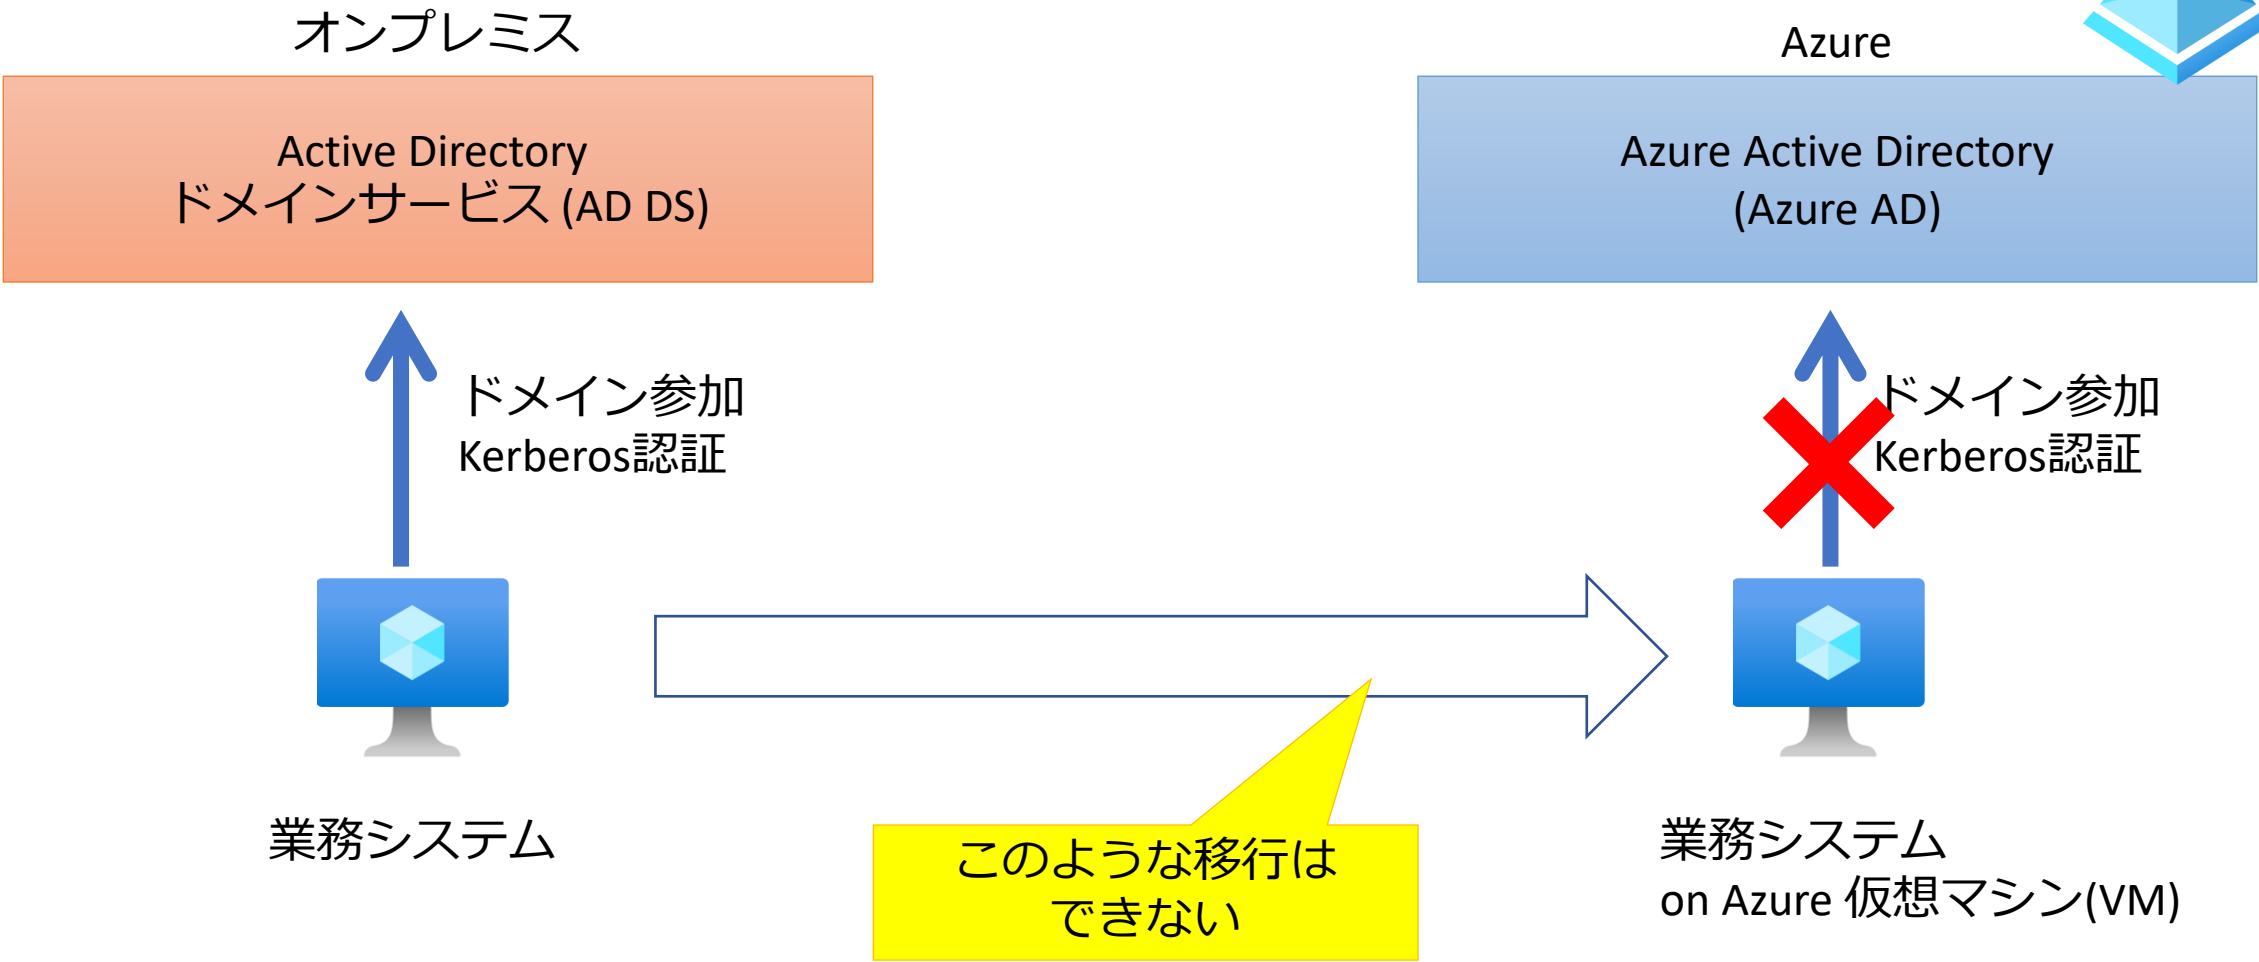 オンプレミス
Active Directory
ドメインサービス (AD DS)
ドメイン参加
Kerberos認証
業務システム
このような移行は
できない
Azure
Azure Active Directory
(Azure AD)
ドメイン参加
Kerberos認証
業務システム
on Azure 仮想マシン(VM)